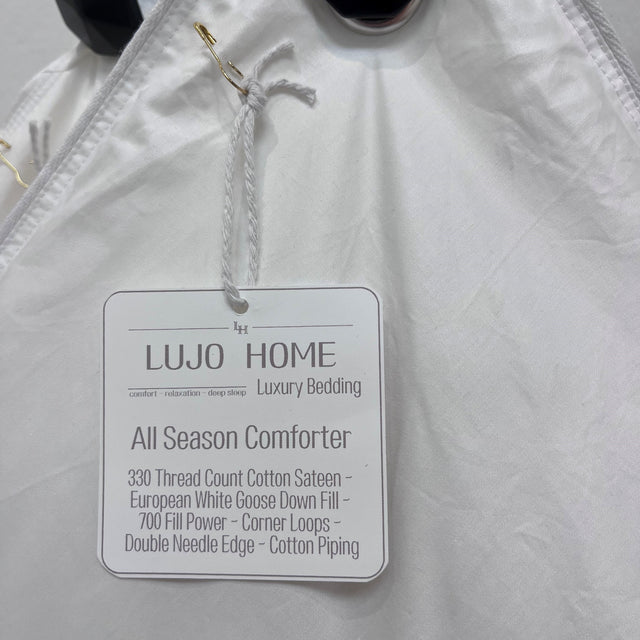 LH
LUJO HOME
comfort - relaxation - deep sleep Luxury Bedding
All Season Comforter
330 Thread Count Cotton Sateen -
European White Goose Down Fill -
700 Fill Power - Corner Loops -
Double Needle Edge - Cotton Piping